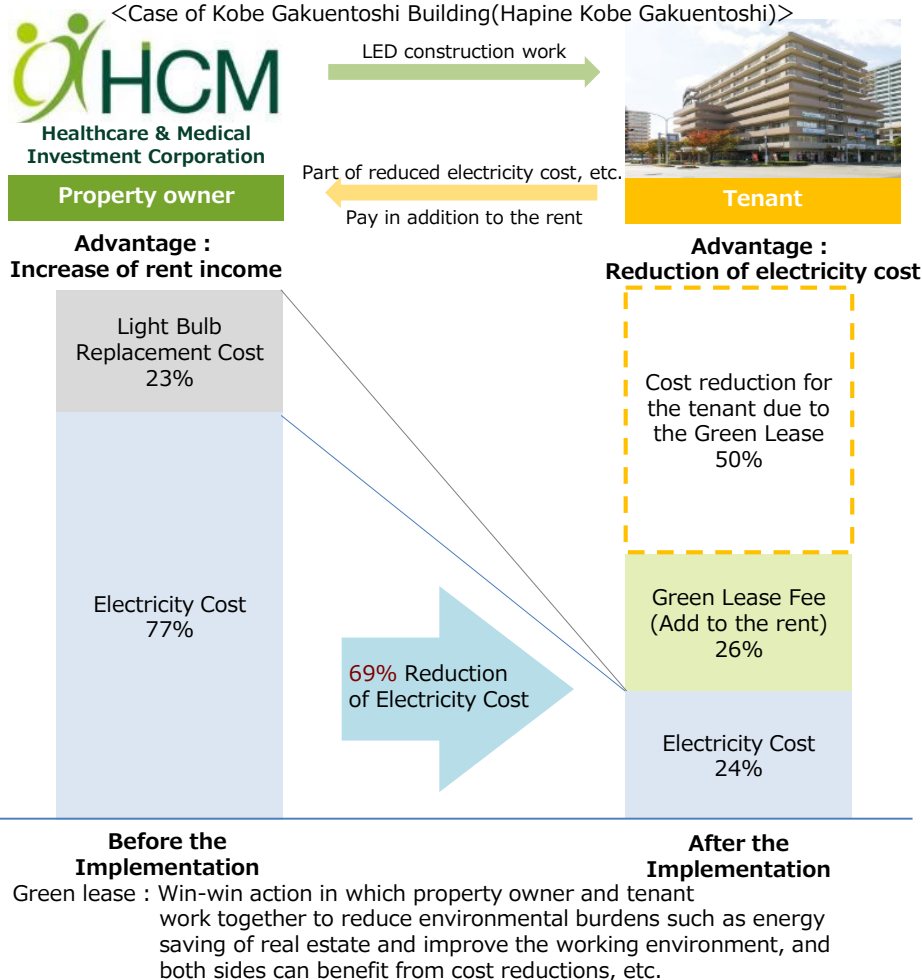 <Case of Kobe Gakuentoshi Building(Hapine Kobe Gakuentoshi)>
HCM
Healthcare & Medical
Investment Corporation
Property owner
LED construction work
Part of reduced electricity cost, etc.
Pay in addition to the rent
Tenant
Advantage :
Increase of rent income
Advantage :
Reduction of electricity cost
Light Bulb
Replacement Cost
23%
Electricity Cost
77%
69% Reduction
of Electricity Cost
Cost reduction for
the tenant due to
the Green Lease
50%
Green Lease Fee
(Add to the rent)
26%
Electricity Cost
24%
Before the
Implementation
After the
Implementation
Green lease : Win-win action in which property owner and tenant
work together to reduce environmental burdens such as energy
saving of real estate and improve the working environment, and
both sides can benefit from cost reductions, etc.